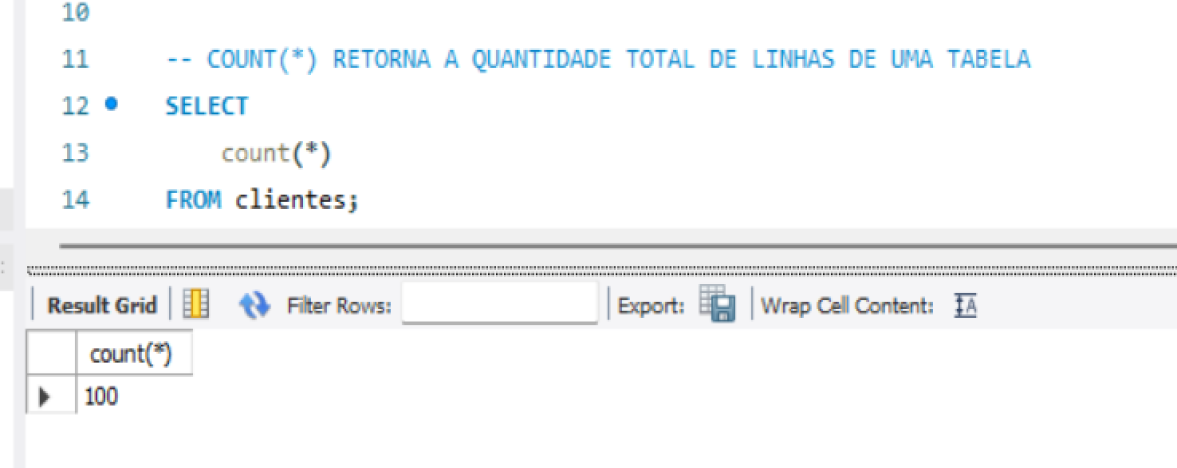 10
11 -- COUNT(*) RETORNA A QUANTIDADE TOTAL DE LINHAS DE UMA TABELA
12 SELECT
13 count(*)
14 FROM clientes;
Result Grid Filter Rows: Export: Wrap Cell Content: IA
count(*)
100